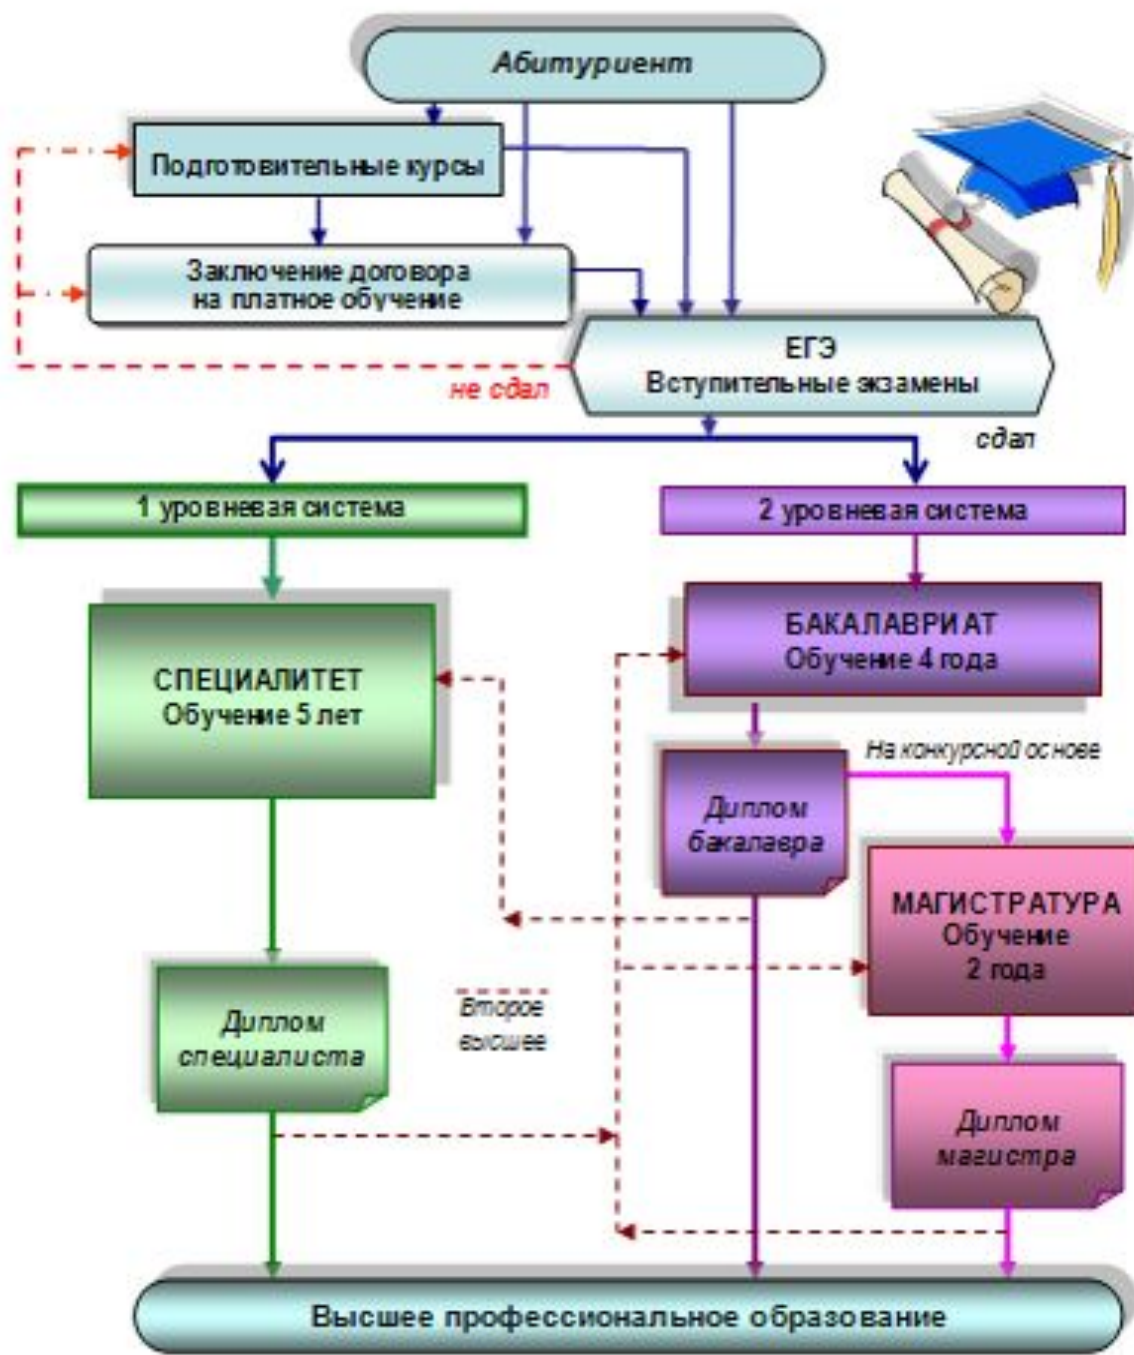 Абитуриент
Подготовительные курсы
Заключение договора
на платное обучение
ЕГЭ
Вступительные экзамены
не сдал
сдал
1 уровневая система
2 уровневая система
СПЕЦИАЛИТЕТ
Обучение 5 лет
БАКАЛАВРИАТ
Обучение 4 года
На конкурсной основе
Диплом
бакалавра
МАГИСТРАТУРА
Обучение
2 года
Второе
высшее
Диплом
специалиста
Диплом
магистра
Высшее профессиональное образование